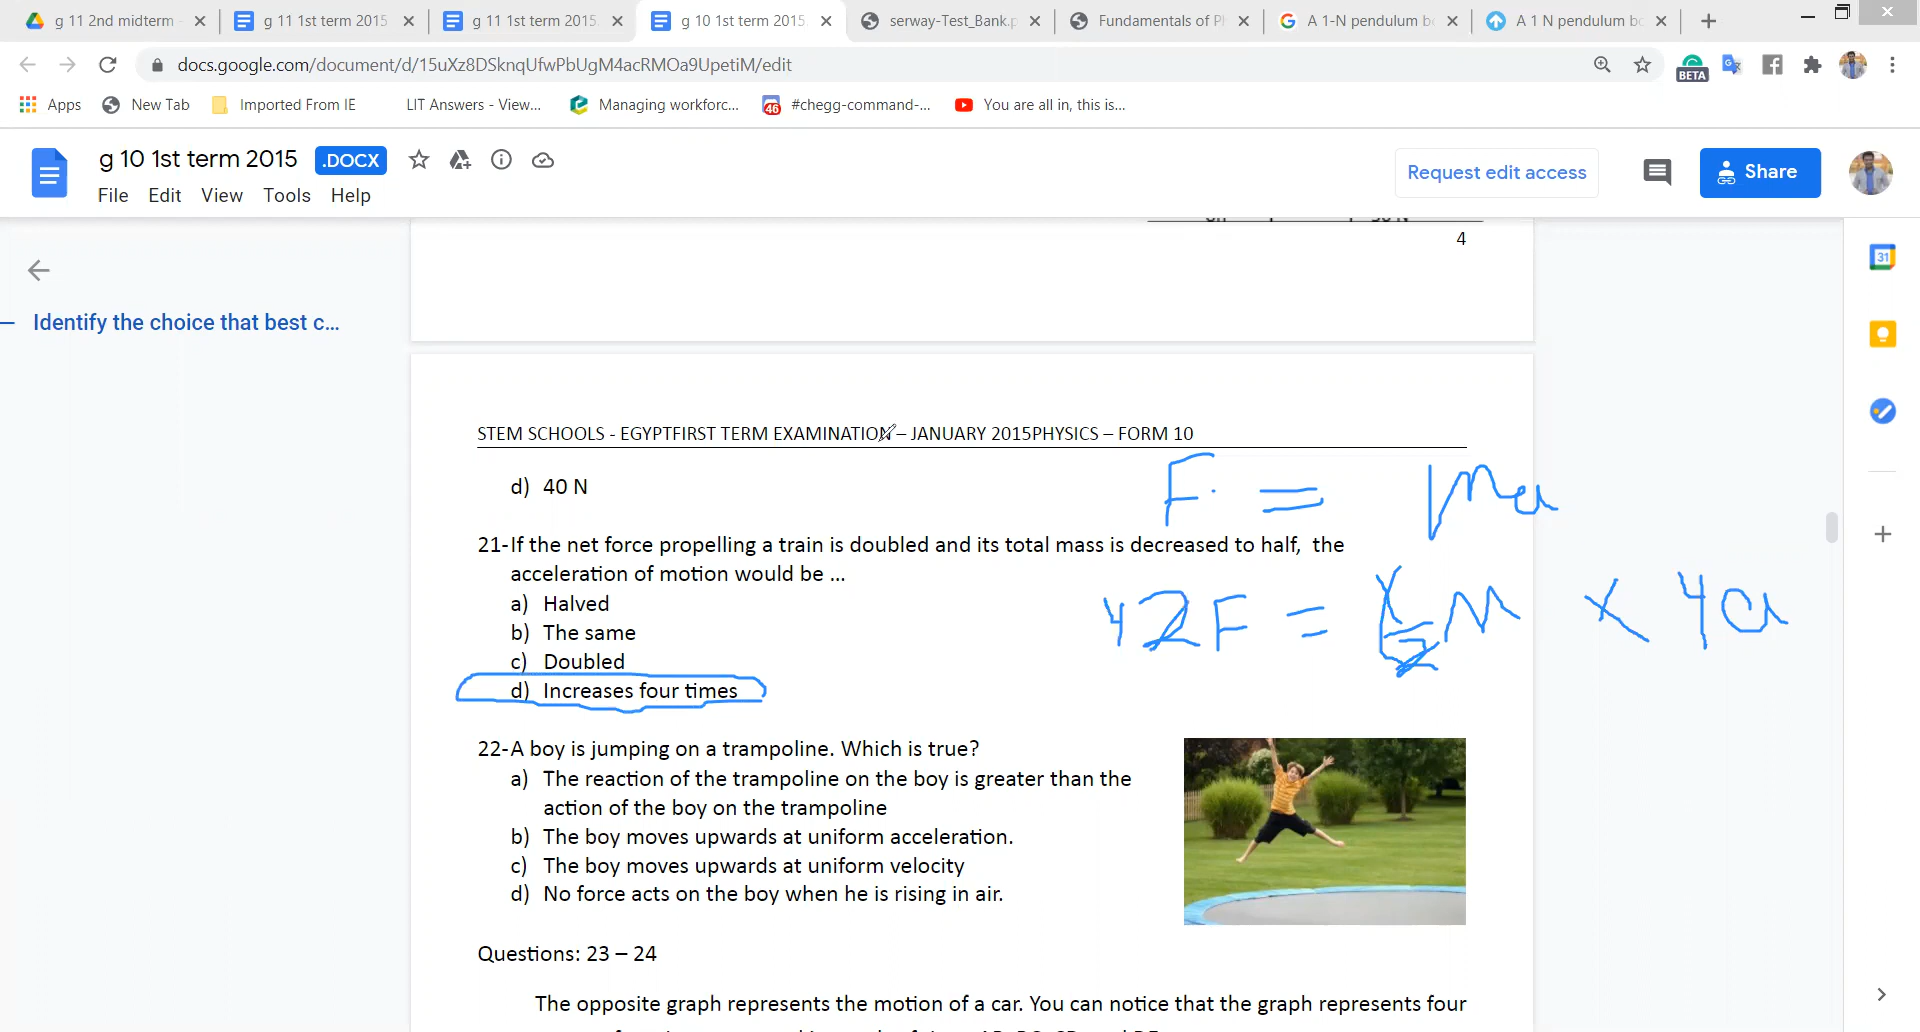 g 11 2nd midterm -
g 11 1st term 2015
g 11 1st term 2015.
g 10 1st term 2015.
serway-Test_Bank.p
Fundamentals of Ph
A 1-N pendulum bo
A 1 N pendulum bo
docs.google.com/document/d/15uXz8DSknqUfwPbUgM4acRMOa9UpetiM/edit
BETA
Apps
New Tab
Imported From IE
LIT Answers - View...
Managing workforc...
46
#chegg-command-...
You are all in, this is...
g 10 1st term 2015
.DOCX
File Edit View Tools Help
Request edit access
Share
4
31
Identify the choice that best c...
STEM SCHOOLS - EGYPTFIRST TERM EXAMINATION – JANUARY 2015PHYSICS – FORM 10
d) 40 N
F = ma
21-If the net force propelling a train is doubled and its total mass is decreased to half, the
acceleration of motion would be ...
a) Halved
b) The same
c) Doubled
d) Increases four times
42F = 1/2 M × 4a
22-A boy is jumping on a trampoline. Which is true?
a) The reaction of the trampoline on the boy is greater than the
action of the boy on the trampoline
b) The boy moves upwards at uniform acceleration.
c) The boy moves upwards at uniform velocity
d) No force acts on the boy when he is rising in air.
Questions: 23 – 24
The opposite graph represents the motion of a car. You can notice that the graph represents four